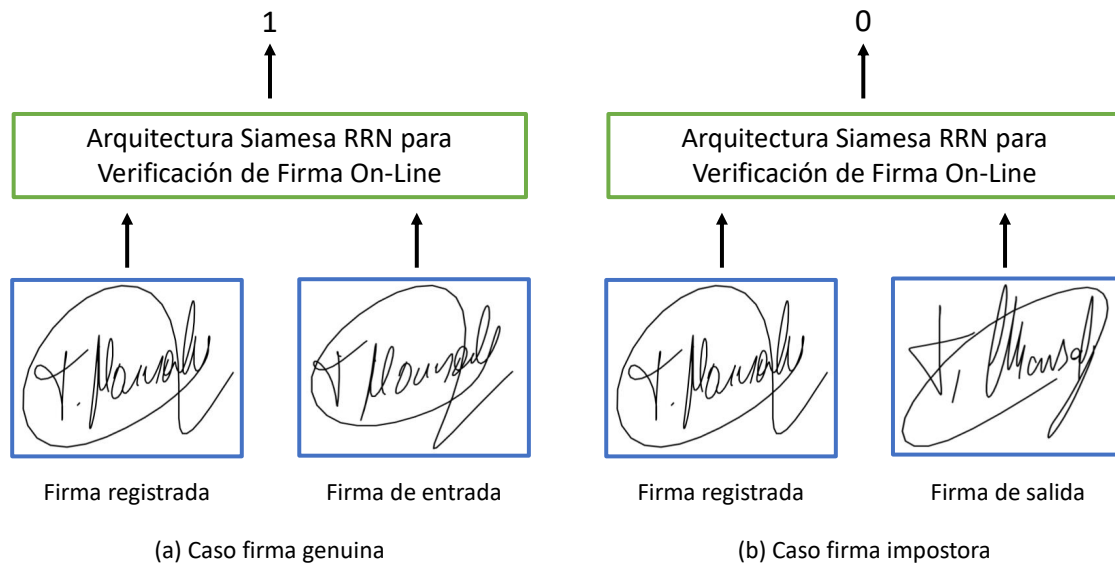 1
Arquitectura Siamesa RRN para
Verificación de Firma On-Line
Firma registrada
Firma de entrada
(a) Caso firma genuina
0
Arquitectura Siamesa RRN para
Verificación de Firma On-Line
Firma registrada
Firma de salida
(b) Caso firma impostora